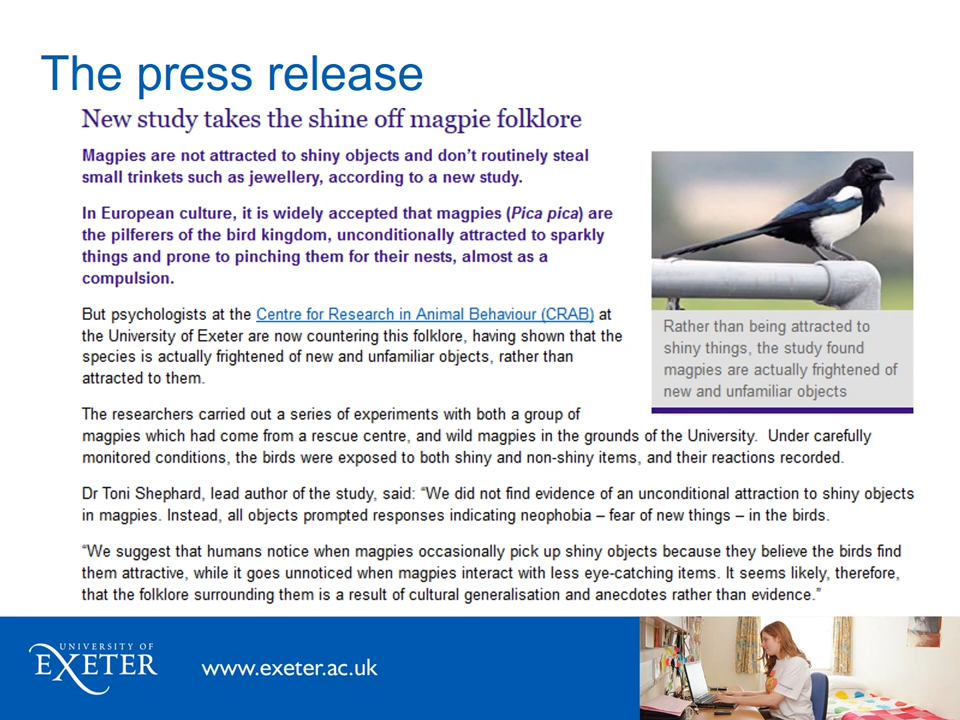 The press release
New study takes the shine off magpie folklore
Magpies are not attracted to shiny objects and don't routinely steal
small trinkets such as jewellery, according to a new study.
In European culture, it is widely accepted that magpies (Pica pica) are
the pilferers of the bird kingdom, unconditionally attracted to sparkly
things and prone to pinching them for their nests, almost as a
compulsion.
But psychologists at the Centre for Research in Animal Behaviour (CRAB) at
the University of Exeter are now countering this folklore, having shown that the
species is actually frightened of new and unfamiliar objects, rather than
attracted to them.
Rather than being attracted to
shiny things, the study found
magpies are actually frightened of
new and unfamiliar objects
The researchers carried out a series of experiments with both a group of
magpies which had come from a rescue centre, and wild magpies in the grounds of the University.  Under carefully
monitored conditions, the birds were exposed to both shiny and non-shiny items, and their reactions recorded.
Dr Toni Shephard, lead author of the study, said: “We did not find evidence of an unconditional attraction to shiny objects
in magpies. Instead, all objects prompted responses indicating neophobia – fear of new things – in the birds.
“We suggest that humans notice when magpies occasionally pick up shiny objects because they believe the birds find
them attractive, while it goes unnoticed when magpies interact with less eye-catching items. It seems likely, therefore,
that the folklore surrounding them is a result of cultural generalisation and anecdotes rather than evidence.”
UNIVERSITY OF
EXETER
www.exeter.ac.uk